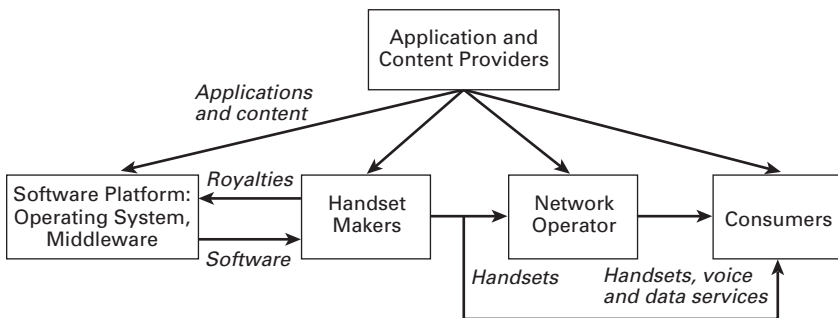 Application and
Content Providers
Applications
and content
Software Platform:
Operating System,
Middleware
Royalties
Software
Handset
Makers
Network
Operator
Consumers
Handsets
Handsets, voice
and data services